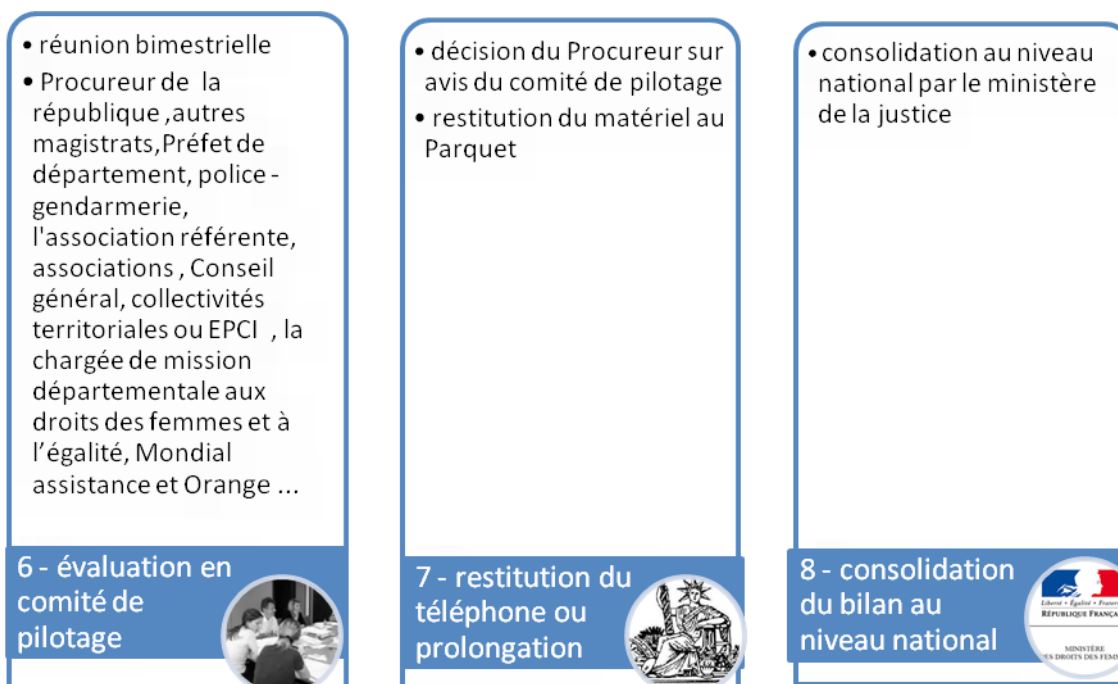 • réunion bimestrielle
• Procureur de la
république ,autres
magistrats,Préfet de
département, police -
gendarmerie,
l'association référente,
associations , Conseil
général, collectivités
territoriales ou EPCI , la
chargée de mission
départementale aux
droits des femmes et à
l’égalité, Mondial
assistance et Orange ...
6 - évaluation en
comité de
pilotage
• décision du Procureur sur
avis du comité de pilotage
• restitution du matériel au
Parquet
7 - restitution du
téléphone ou
prolongation
• consolidation au niveau
national par le ministère
de la justice
8 - consolidation
du bilan au
niveau national
Liberté • Égalité •
RÉPUBLIQUE
MINISTÈRE
DROITS DES